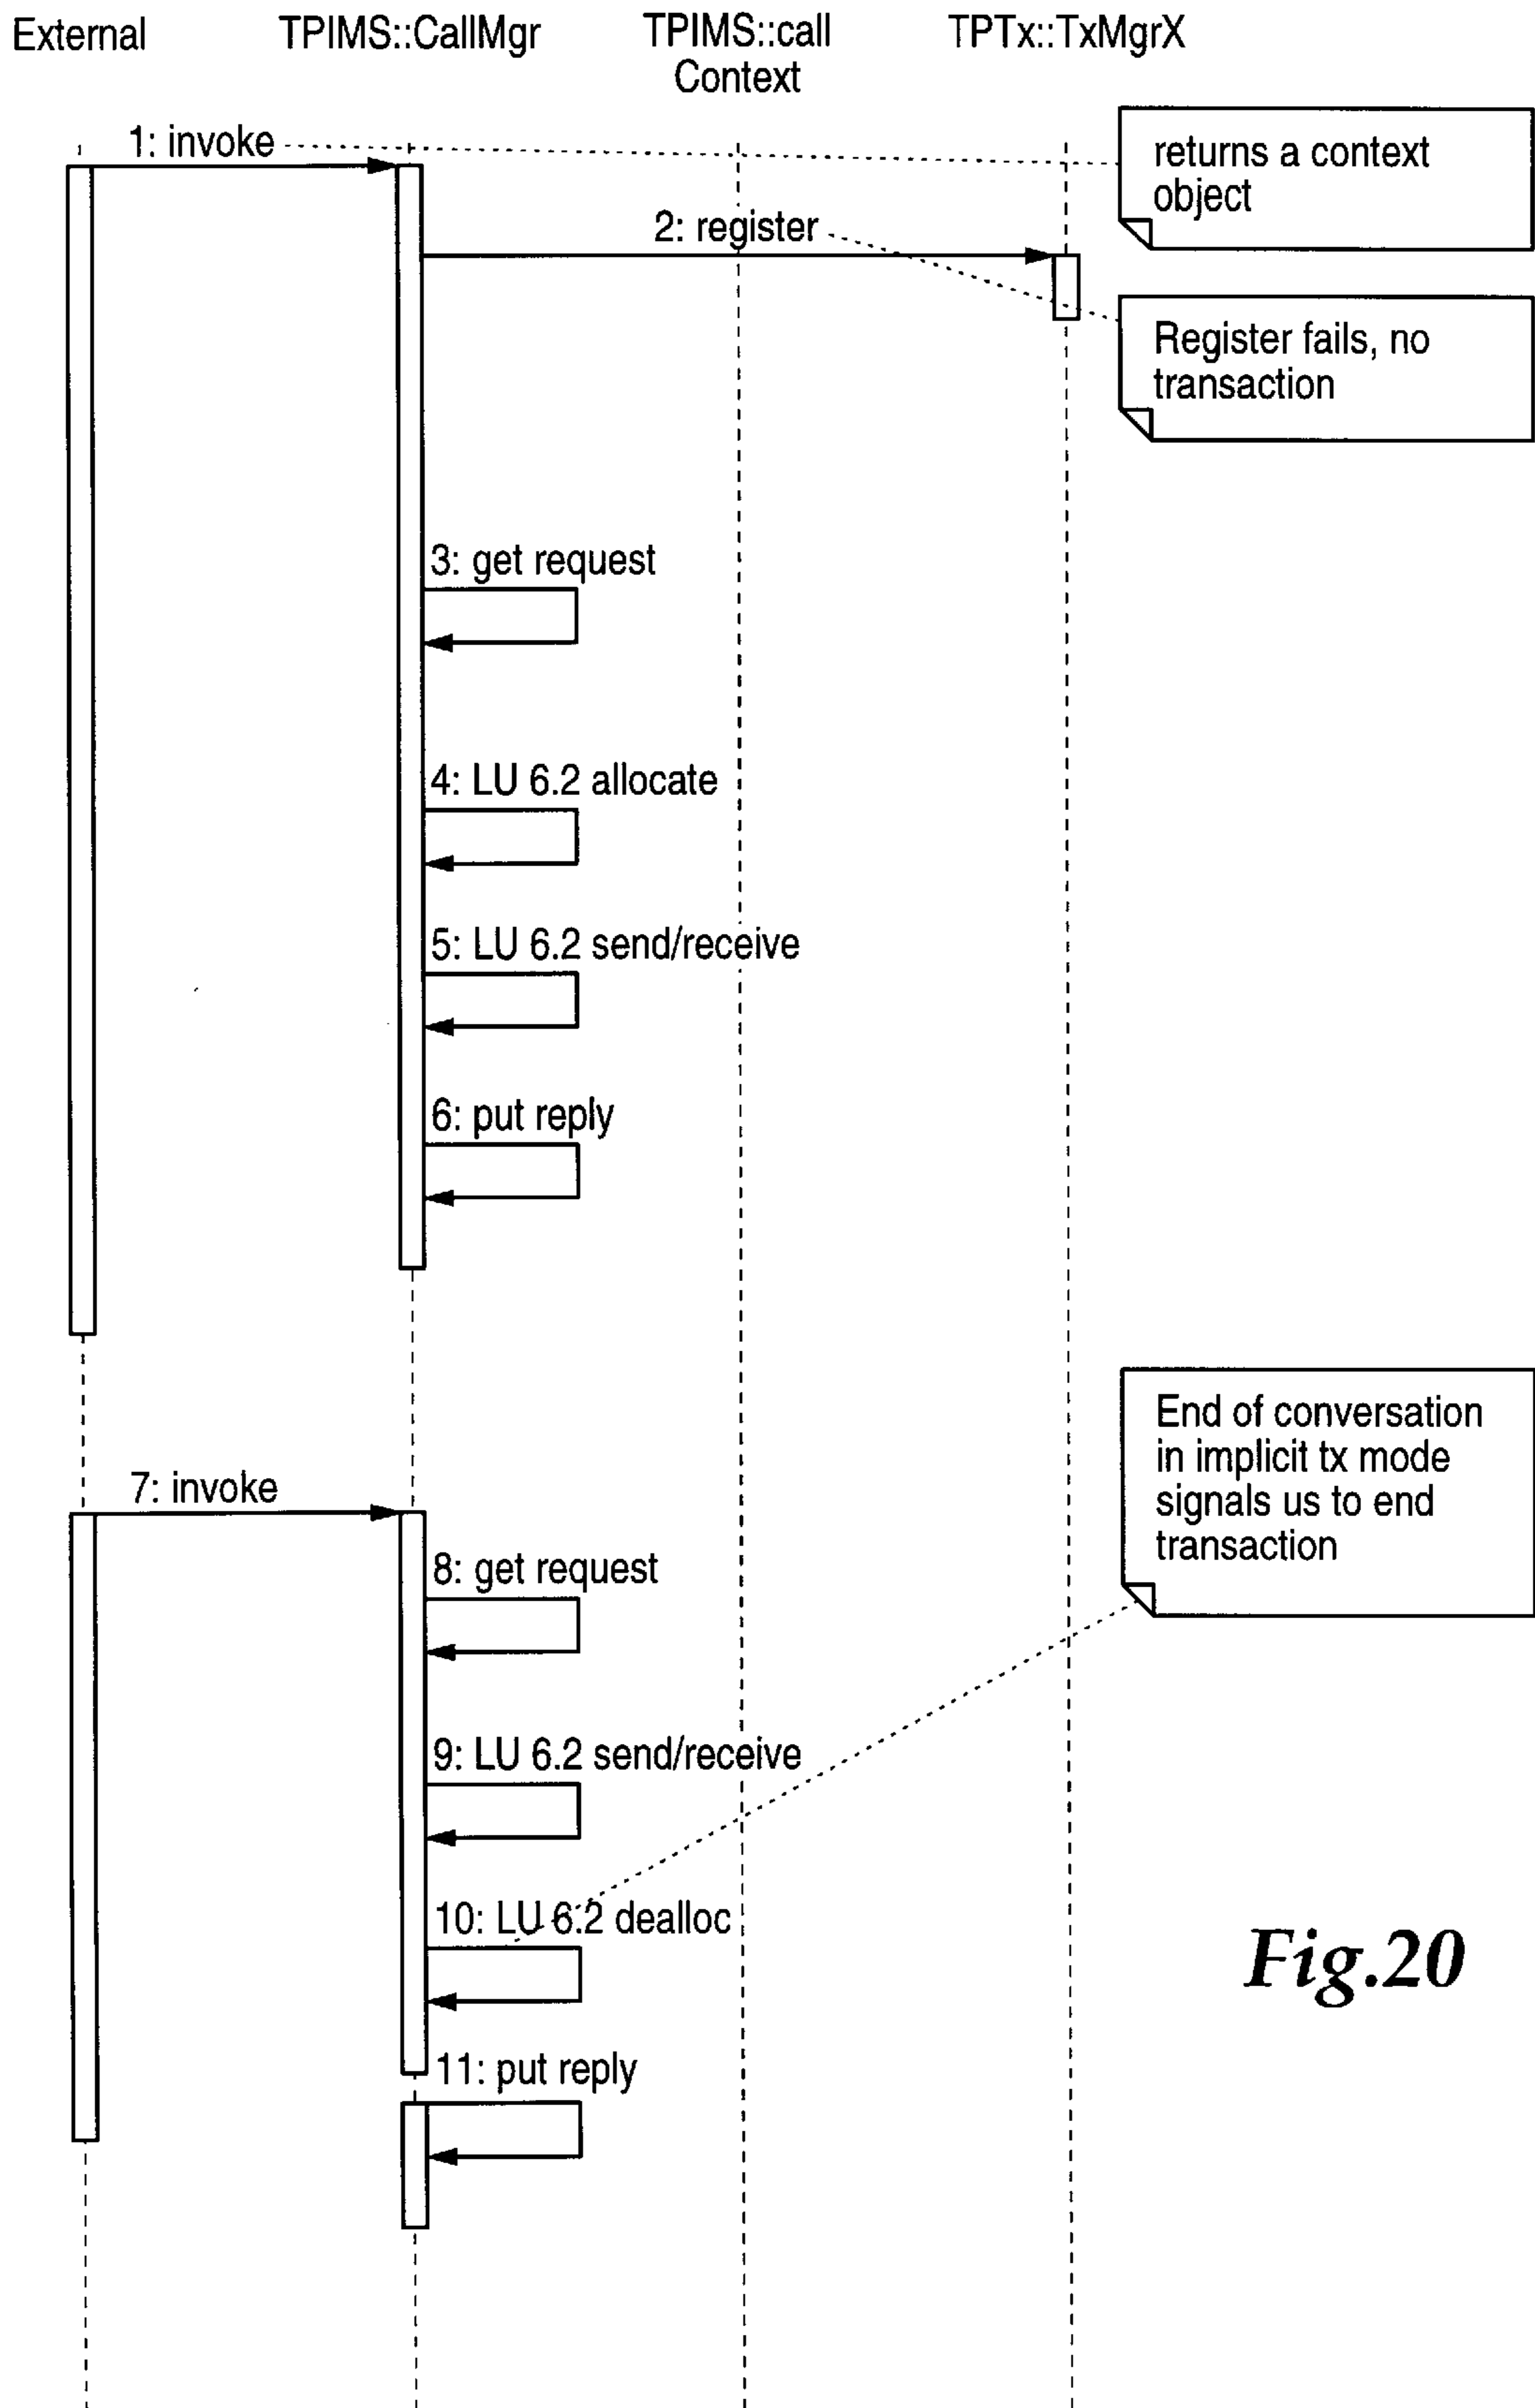 External
TPIMS::CallMgr
TPIMS::call
Context
TPTx::TxMgrX
1: invoke
returns a context
object
2: register
Register fails, no
transaction
3: get request
4: LU 6.2 allocate
5: LU 6.2 send/receive
6: put reply
End of conversation
in implicit tx mode
signals us to end
transaction
7: invoke
8: get request
9: LU 6.2 send/receive
10: LU 6.2 dealloc
11: put reply
Fig.20